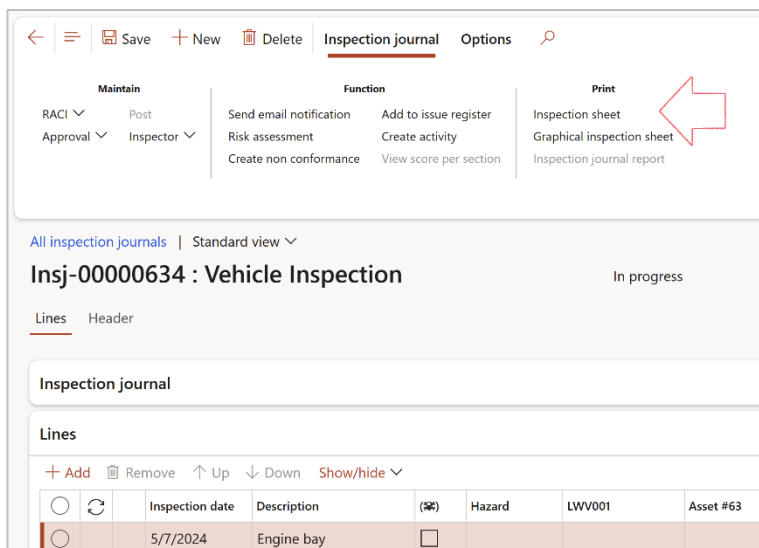 Save New Delete Inspection journal Options
Maintain Function Print
RACI Post Send email notification Add to issue register Inspection sheet
Approval Inspector Risk assessment Create activity Graphical inspection sheet
Create non conformance View score per section Inspection journal report
All inspection journals | Standard view
Insj-00000634 : Vehicle Inspection In progress
Lines Header
Inspection journal
Lines
Add Remove Up Down Show/hide
Inspection date Description Hazard LWV001 Asset #63
5/7/2024 Engine bay